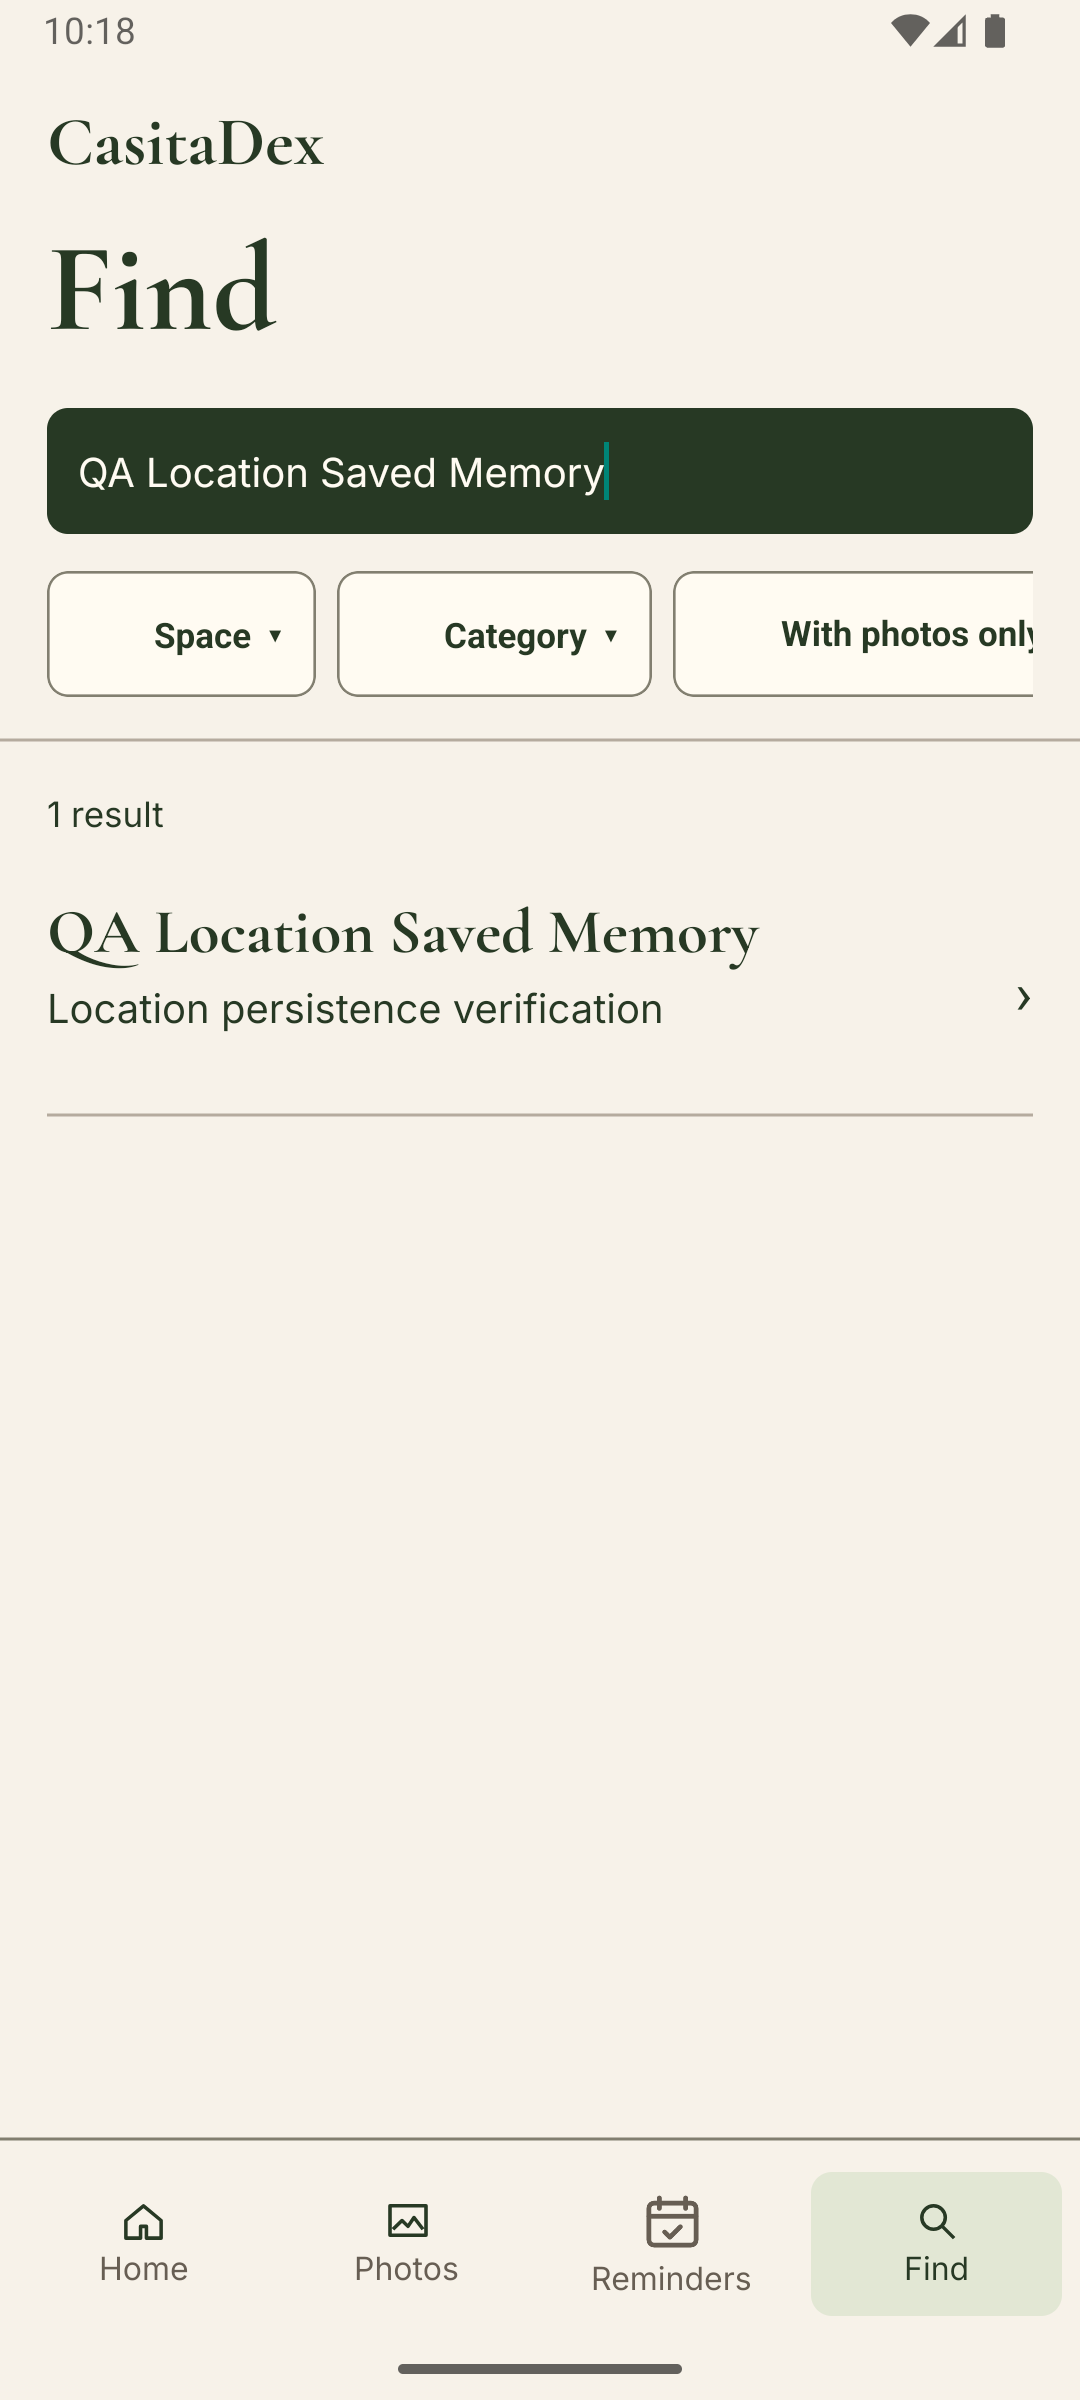 10:18
CasitaDex
Find
QA Location Saved Memory
Space ▾ Category ▾ With photos only
1 result
QA Location Saved Memory
Location persistence verification
Home Photos Reminders Find